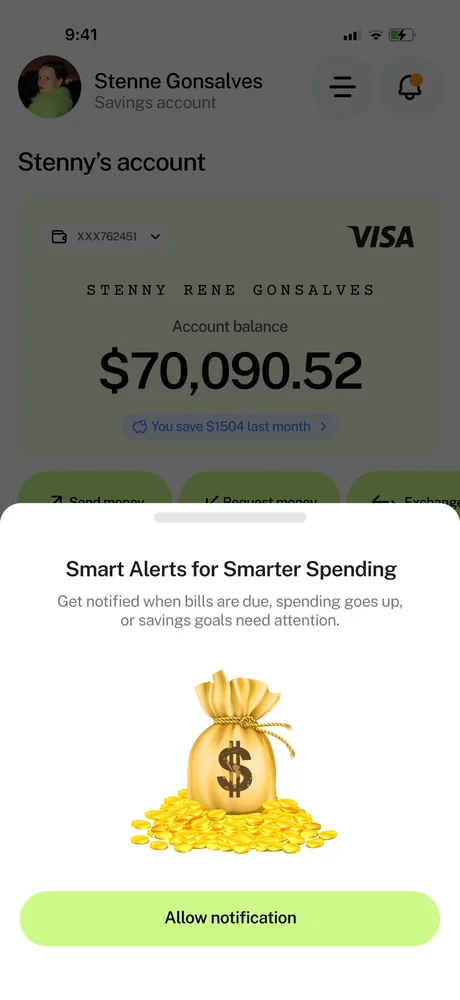 9:41
Stenne Gonsalves
Savings account
Stenny’s account
XXX762451
VISA
STENNY RENE GONSALVES
Account balance
$70,090.52
You save $1504 last month
Send money
Request money
Exchange
Smart Alerts for Smarter Spending
Get notified when bills are due, spending goes up,
or savings goals need attention.
$
Allow notification